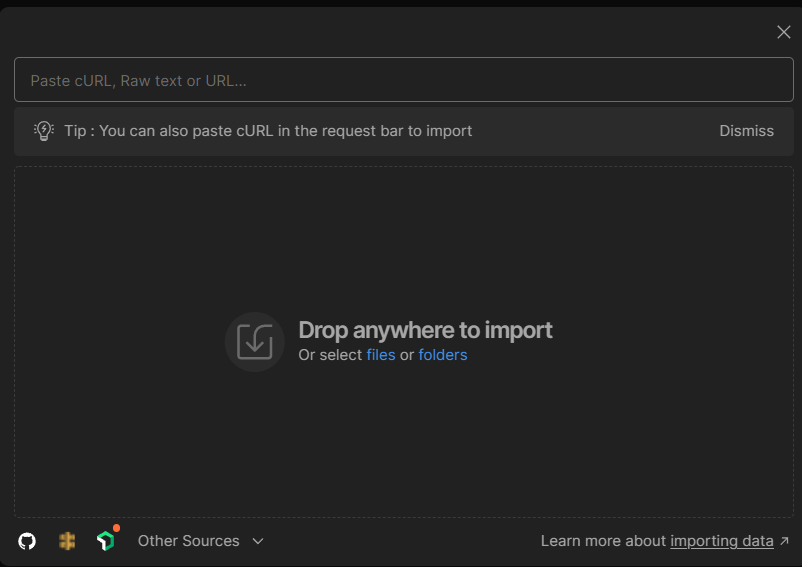 Paste cURL, Raw text or URL...
Tip : You can also paste cURL in the request bar to import
Dismiss
Drop anywhere to import
Or select files or folders
Other Sources
Learn more about importing data